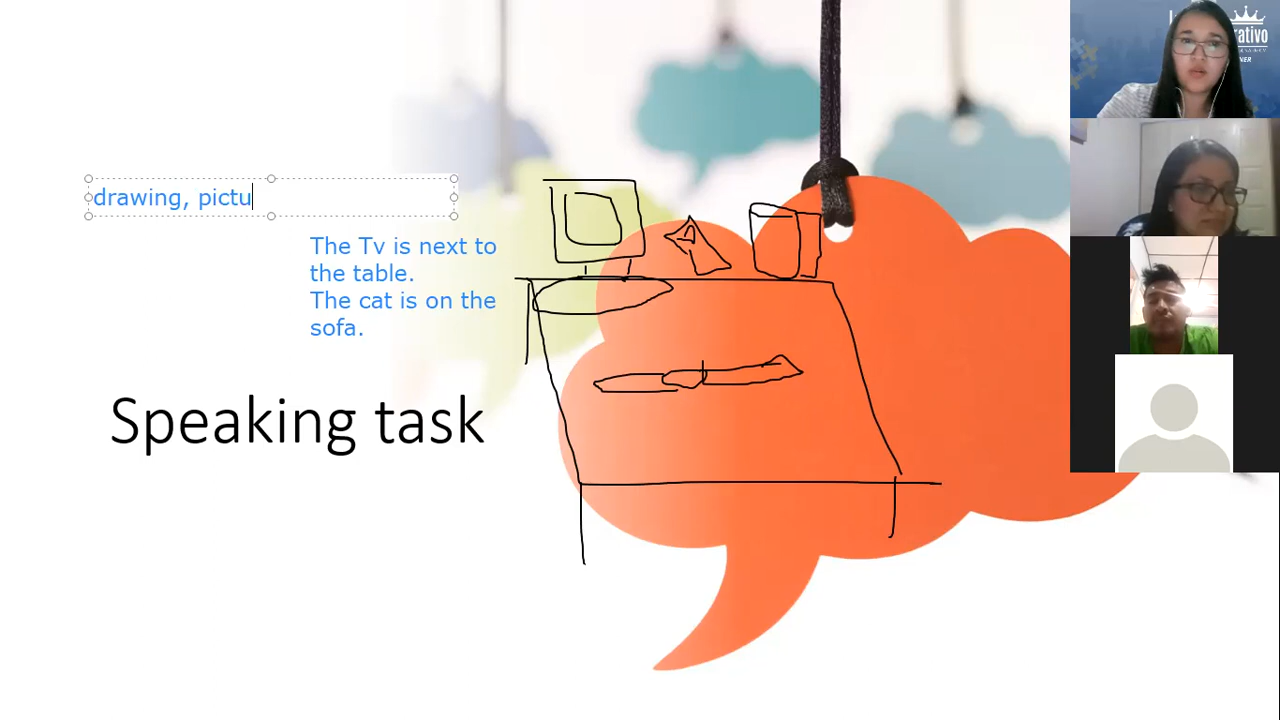 drawing, pictu
The Tv is next to
the table.
The cat is on the
sofa.
Speaking task